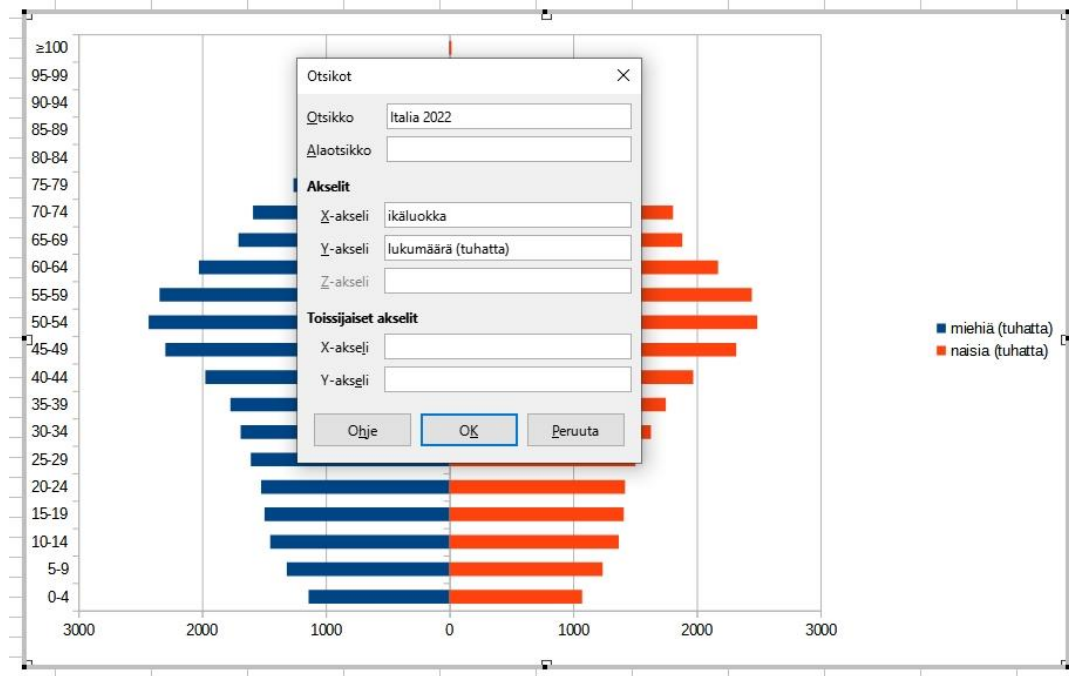 ≥100
95-99
90-94
85-89
80-84
75-79
70-74
65-69
60-64
55-59
50-54
45-49
40-44
35-39
30-34
25-29
20-24
15-19
10-14
5-9
0-4
3000 2000 1000 0 1000 2000 3000
Otsikot
Otsikko Italia 2022
Alaotsikko
Akselit
X-akseli ikäluokka
Y-akseli lukumäärä (tuhatta)
Z-akseli
Toissijaiset akselit
X-akseli
Y-akseli
Ohje OK Peruuta
miehiä (tuhatta)
naisia (tuhatta)